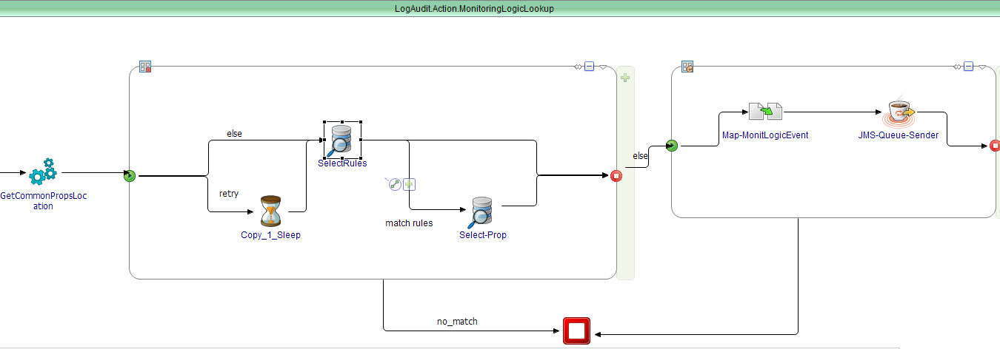 LogAudit.Action.MonitoringLogicLookup
else
SelectRules
retry
GetCommonPropsLoc
ation
Copy_1_Sleep
match rules
Select-Prop
else
Map-MonitLogicEvent
JMS-Queue-Sender
no_match